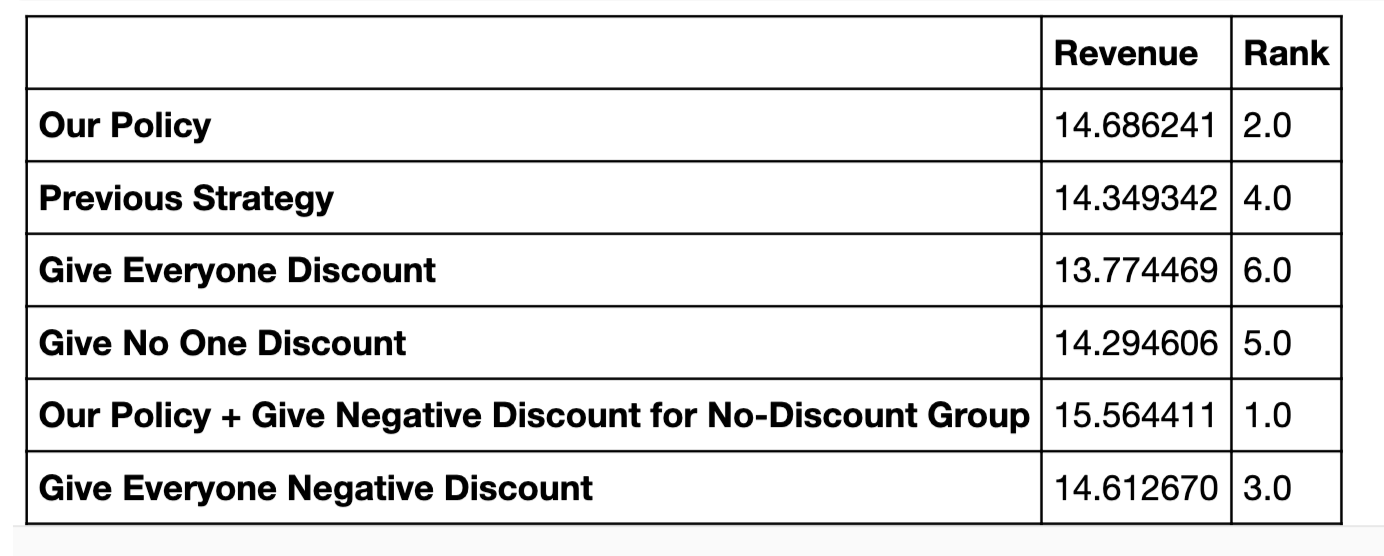 Revenue Rank
Our Policy 14.686241 2.0
Previous Strategy 14.349342 4.0
Give Everyone Discount 13.774469 6.0
Give No One Discount 14.294606 5.0
Our Policy + Give Negative Discount for No-Discount Group 15.564411 1.0
Give Everyone Negative Discount 14.612670 3.0